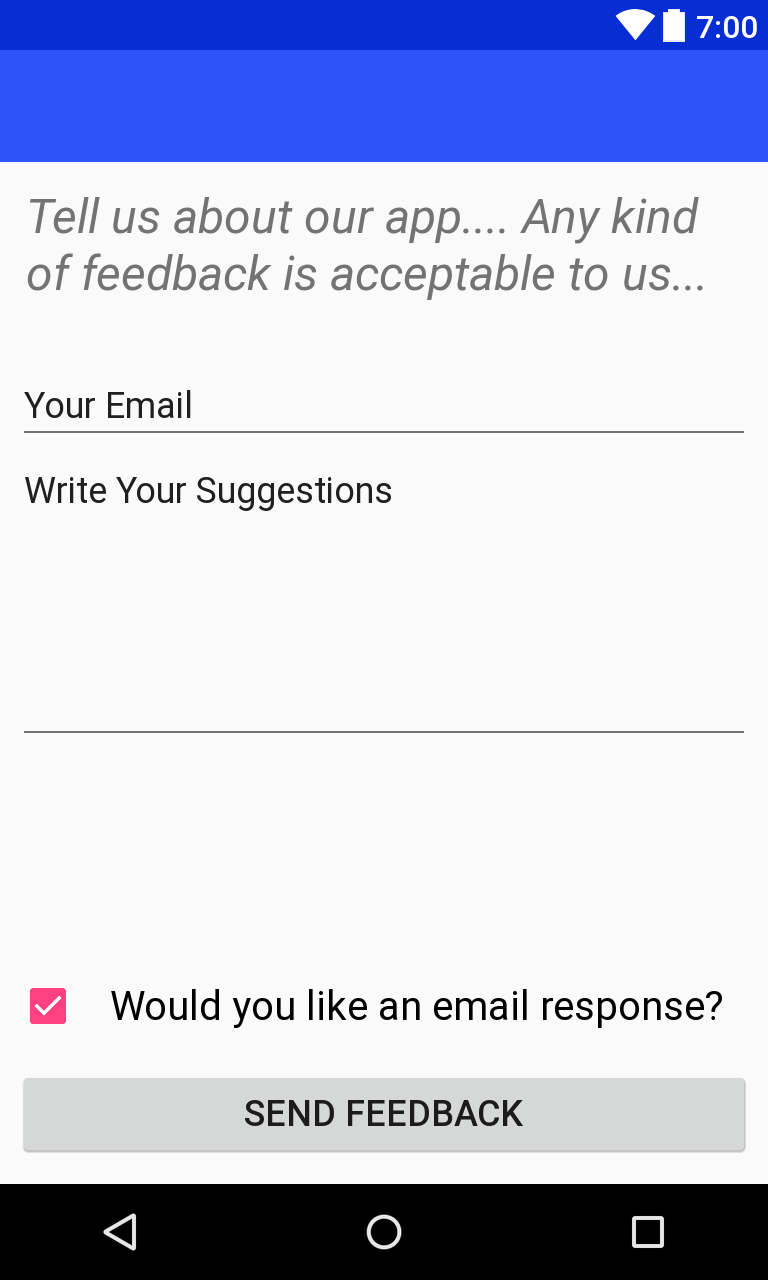 7:00
Tell us about our app.... Any kind
of feedback is acceptable to us...
Your Email
Write Your Suggestions
Would you like an email response?
SEND FEEDBACK